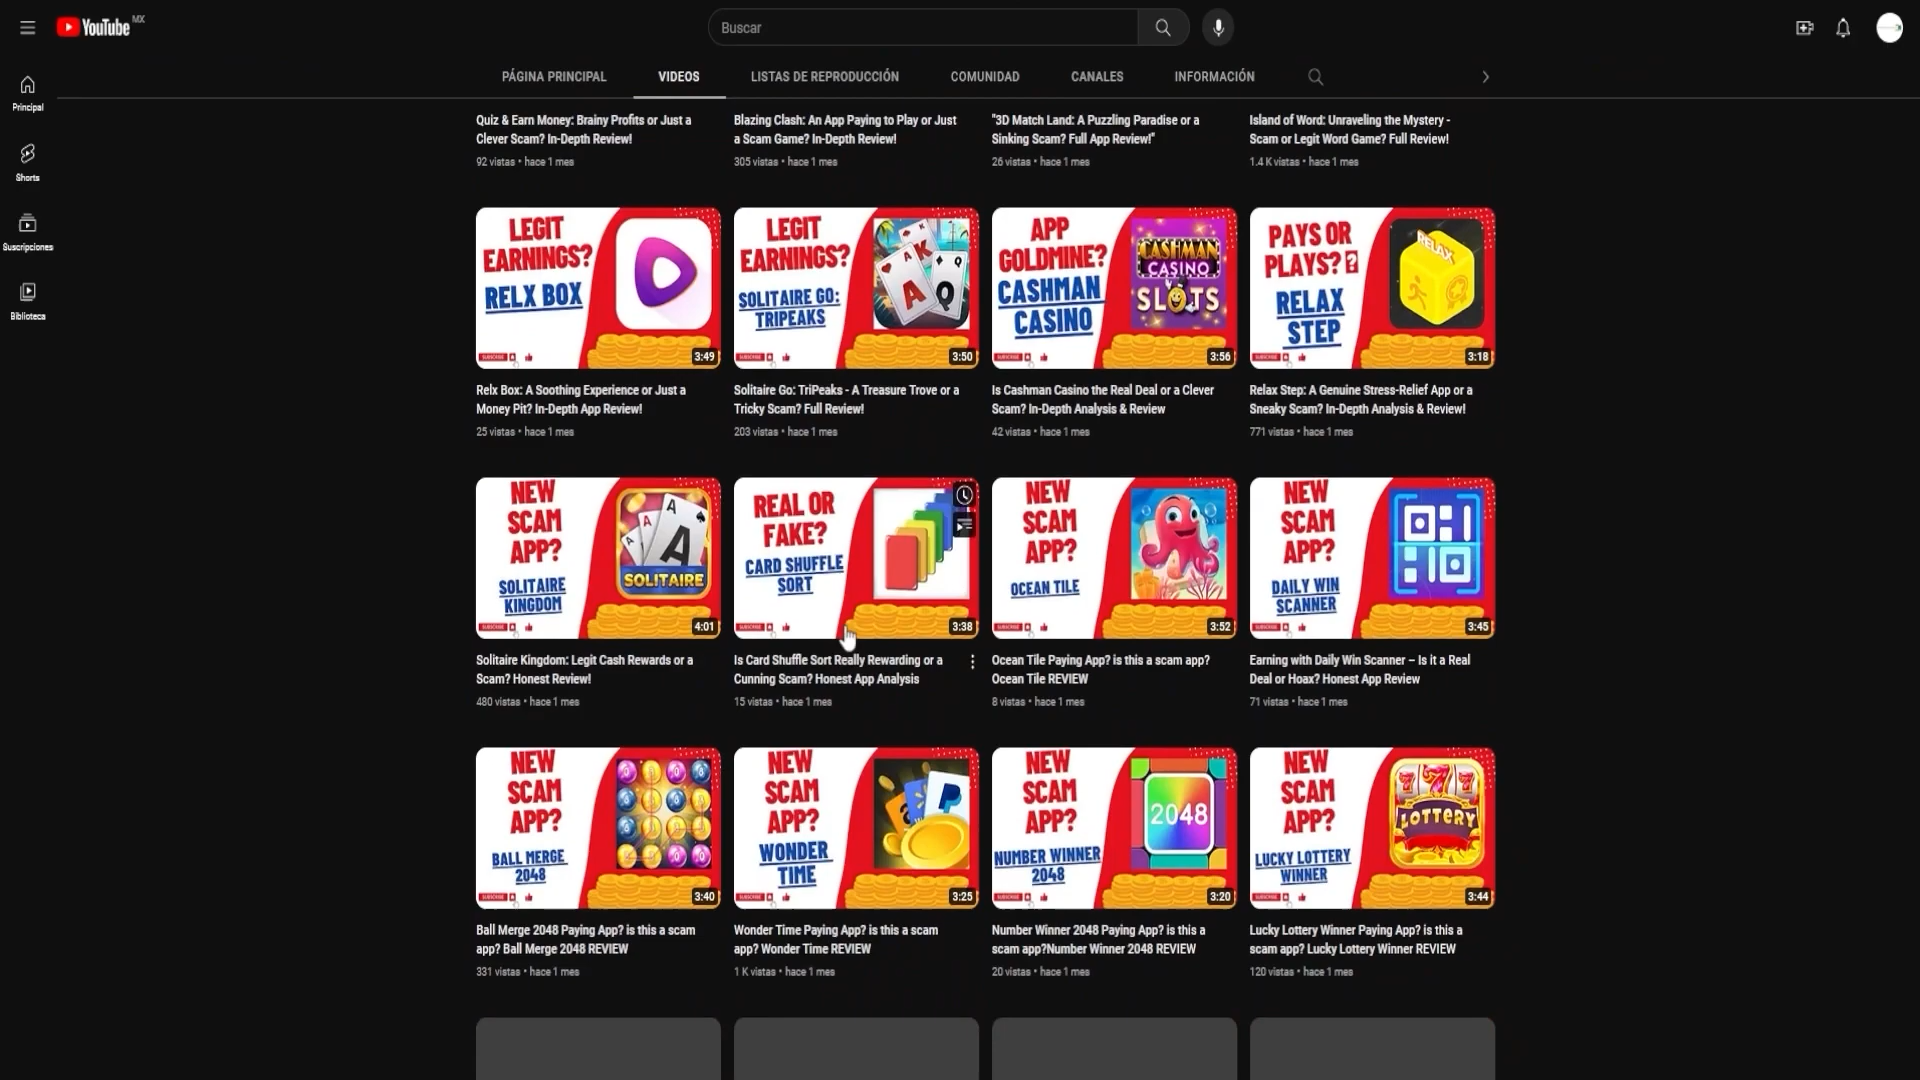 YouTube MX
Buscar
Principal
Shorts
Suscripciones
Biblioteca
PÁGINA PRINCIPAL
VIDEOS
LISTAS DE REPRODUCCIÓN
COMUNIDAD
CANALES
INFORMACIÓN
Quiz & Earn Money: Brainy Profits or Just a
Clever Scam? In-Depth Review!
92 vistas • hace 1 mes
Blazing Clash: An App Paying to Play or Just
a Scam Game? In-Depth Review!
305 vistas • hace 1 mes
"3D Match Land: A Puzzling Paradise or a
Sinking Scam? Full App Review!"
26 vistas • hace 1 mes
Island of Word: Unraveling the Mystery -
Scam or Legit Word Game? Full Review!
1.4 K vistas • hace 1 mes
LEGIT
EARNINGS?
RELX BOX
SUBSCRIBE
3:49
Relx Box: A Soothing Experience or Just a
Money Pit? In-Depth App Review!
25 vistas • hace 1 mes
LEGIT
EARNINGS?
SOLITAIRE GO:
TRIPEAKS
K
A
Q
SUBSCRIBE
3:50
Solitaire Go: TriPeaks - A Treasure Trove or a
Tricky Scam? Full Review!
203 vistas • hace 1 mes
APP
GOLDMINE?
CASHMAN
CASINO
CASHMAN
CASINO
SLOTS
SUBSCRIBE
3:56
Is Cashman Casino the Real Deal or a Clever
Scam? In-Depth Analysis & Review
42 vistas • hace 1 mes
PAYS OR
PLAYS?
RELAX
STEP
RELAX
SUBSCRIBE
3:18
Relax Step: A Genuine Stress-Relief App or a
Sneaky Scam? In-Depth Analysis & Review!
771 vistas • hace 1 mes
NEW
SCAM
APP?
SOLITAIRE
KINGDOM
A
A
A
A
SOLITAIRE
SUBSCRIBE
4:01
Solitaire Kingdom: Legit Cash Rewards or a
Scam? Honest Review!
480 vistas • hace 1 mes
REAL OR
FAKE?
CARD SHUFFLE
SORT
SUBSCRIBE
3:38
Is Card Shuffle Sort Really Rewarding or a
Cunning Scam? Honest App Analysis
15 vistas • hace 1 mes
NEW
SCAM
APP?
OCEAN TILE
SUBSCRIBE
3:52
Ocean Tile Paying App? is this a scam app?
Ocean Tile REVIEW
8 vistas • hace 1 mes
NEW
SCAM
APP?
DAILY WIN
SCANNER
SUBSCRIBE
3:45
Earning with Daily Win Scanner – Is it a Real
Deal or Hoax? Honest App Review
71 vistas • hace 1 mes
NEW
SCAM
APP?
BALL MERGE
2048
SUBSCRIBE
3:40
Ball Merge 2048 Paying App? is this a scam
app? Ball Merge 2048 REVIEW
331 vistas • hace 1 mes
NEW
SCAM
APP?
WONDER
TIME
SUBSCRIBE
3:25
Wonder Time Paying App? is this a scam
app? Wonder Time REVIEW
1 K vistas • hace 1 mes
NEW
SCAM
APP?
NUMBER WINNER
2048
2048
SUBSCRIBE
3:20
Number Winner 2048 Paying App? is this a
scam app?Number Winner 2048 REVIEW
20 vistas • hace 1 mes
NEW
SCAM
APP?
LUCKY LOTTERY
WINNER
777
LOTTERY
SUBSCRIBE
3:44
Lucky Lottery Winner Paying App? is this a
scam app? Lucky Lottery Winner REVIEW
120 vistas • hace 1 mes